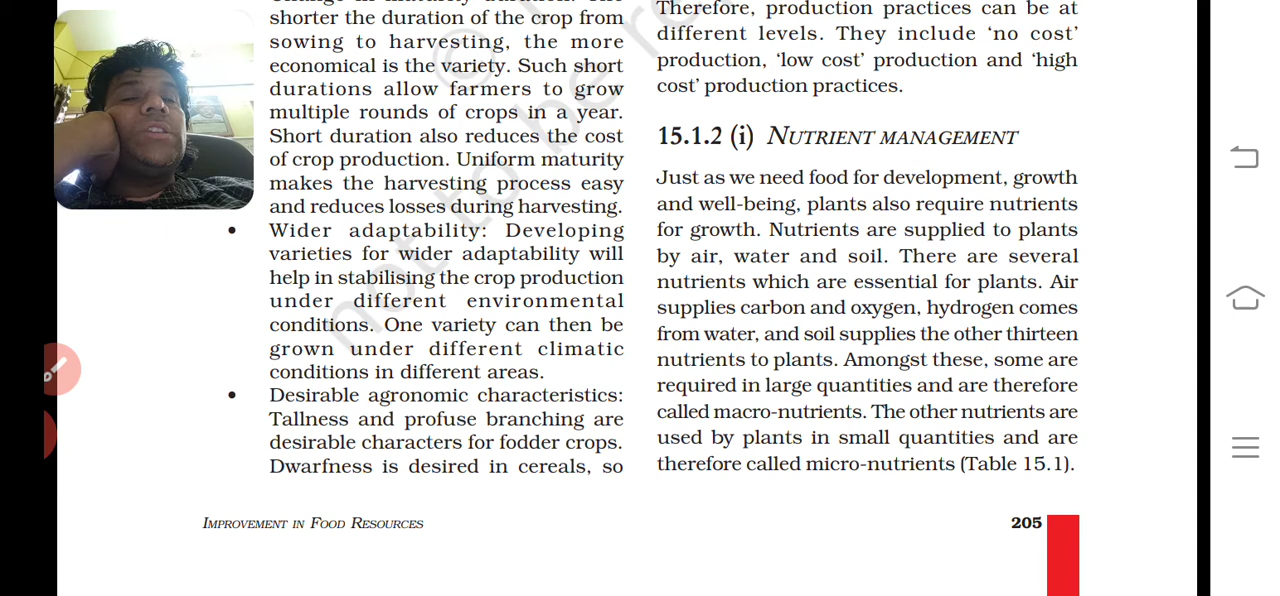 shorter the duration of the crop from
sowing to harvesting, the more
economical is the variety. Such short
durations allow farmers to grow
multiple rounds of crops in a year.
Short duration also reduces the cost
of crop production. Uniform maturity
makes the harvesting process easy
and reduces losses during harvesting.
• Wider adaptability: Developing
varieties for wider adaptability will
help in stabilising the crop production
under different environmental
conditions. One variety can then be
grown under different climatic
conditions in different areas.
• Desirable agronomic characteristics:
Tallness and profuse branching are
desirable characters for fodder crops.
Dwarfness is desired in cereals, so
Therefore, production practices can be at
different levels. They include ‘no cost’
production, ‘low cost’ production and ‘high
cost’ production practices.
15.1.2 (i) NUTRIENT MANAGEMENT
Just as we need food for development, growth
and well-being, plants also require nutrients
for growth. Nutrients are supplied to plants
by air, water and soil. There are several
nutrients which are essential for plants. Air
supplies carbon and oxygen, hydrogen comes
from water, and soil supplies the other thirteen
nutrients to plants. Amongst these, some are
required in large quantities and are therefore
called macro-nutrients. The other nutrients are
used by plants in small quantities and are
therefore called micro-nutrients (Table 15.1).
IMPROVEMENT IN FOOD RESOURCES
205
©
not to be re